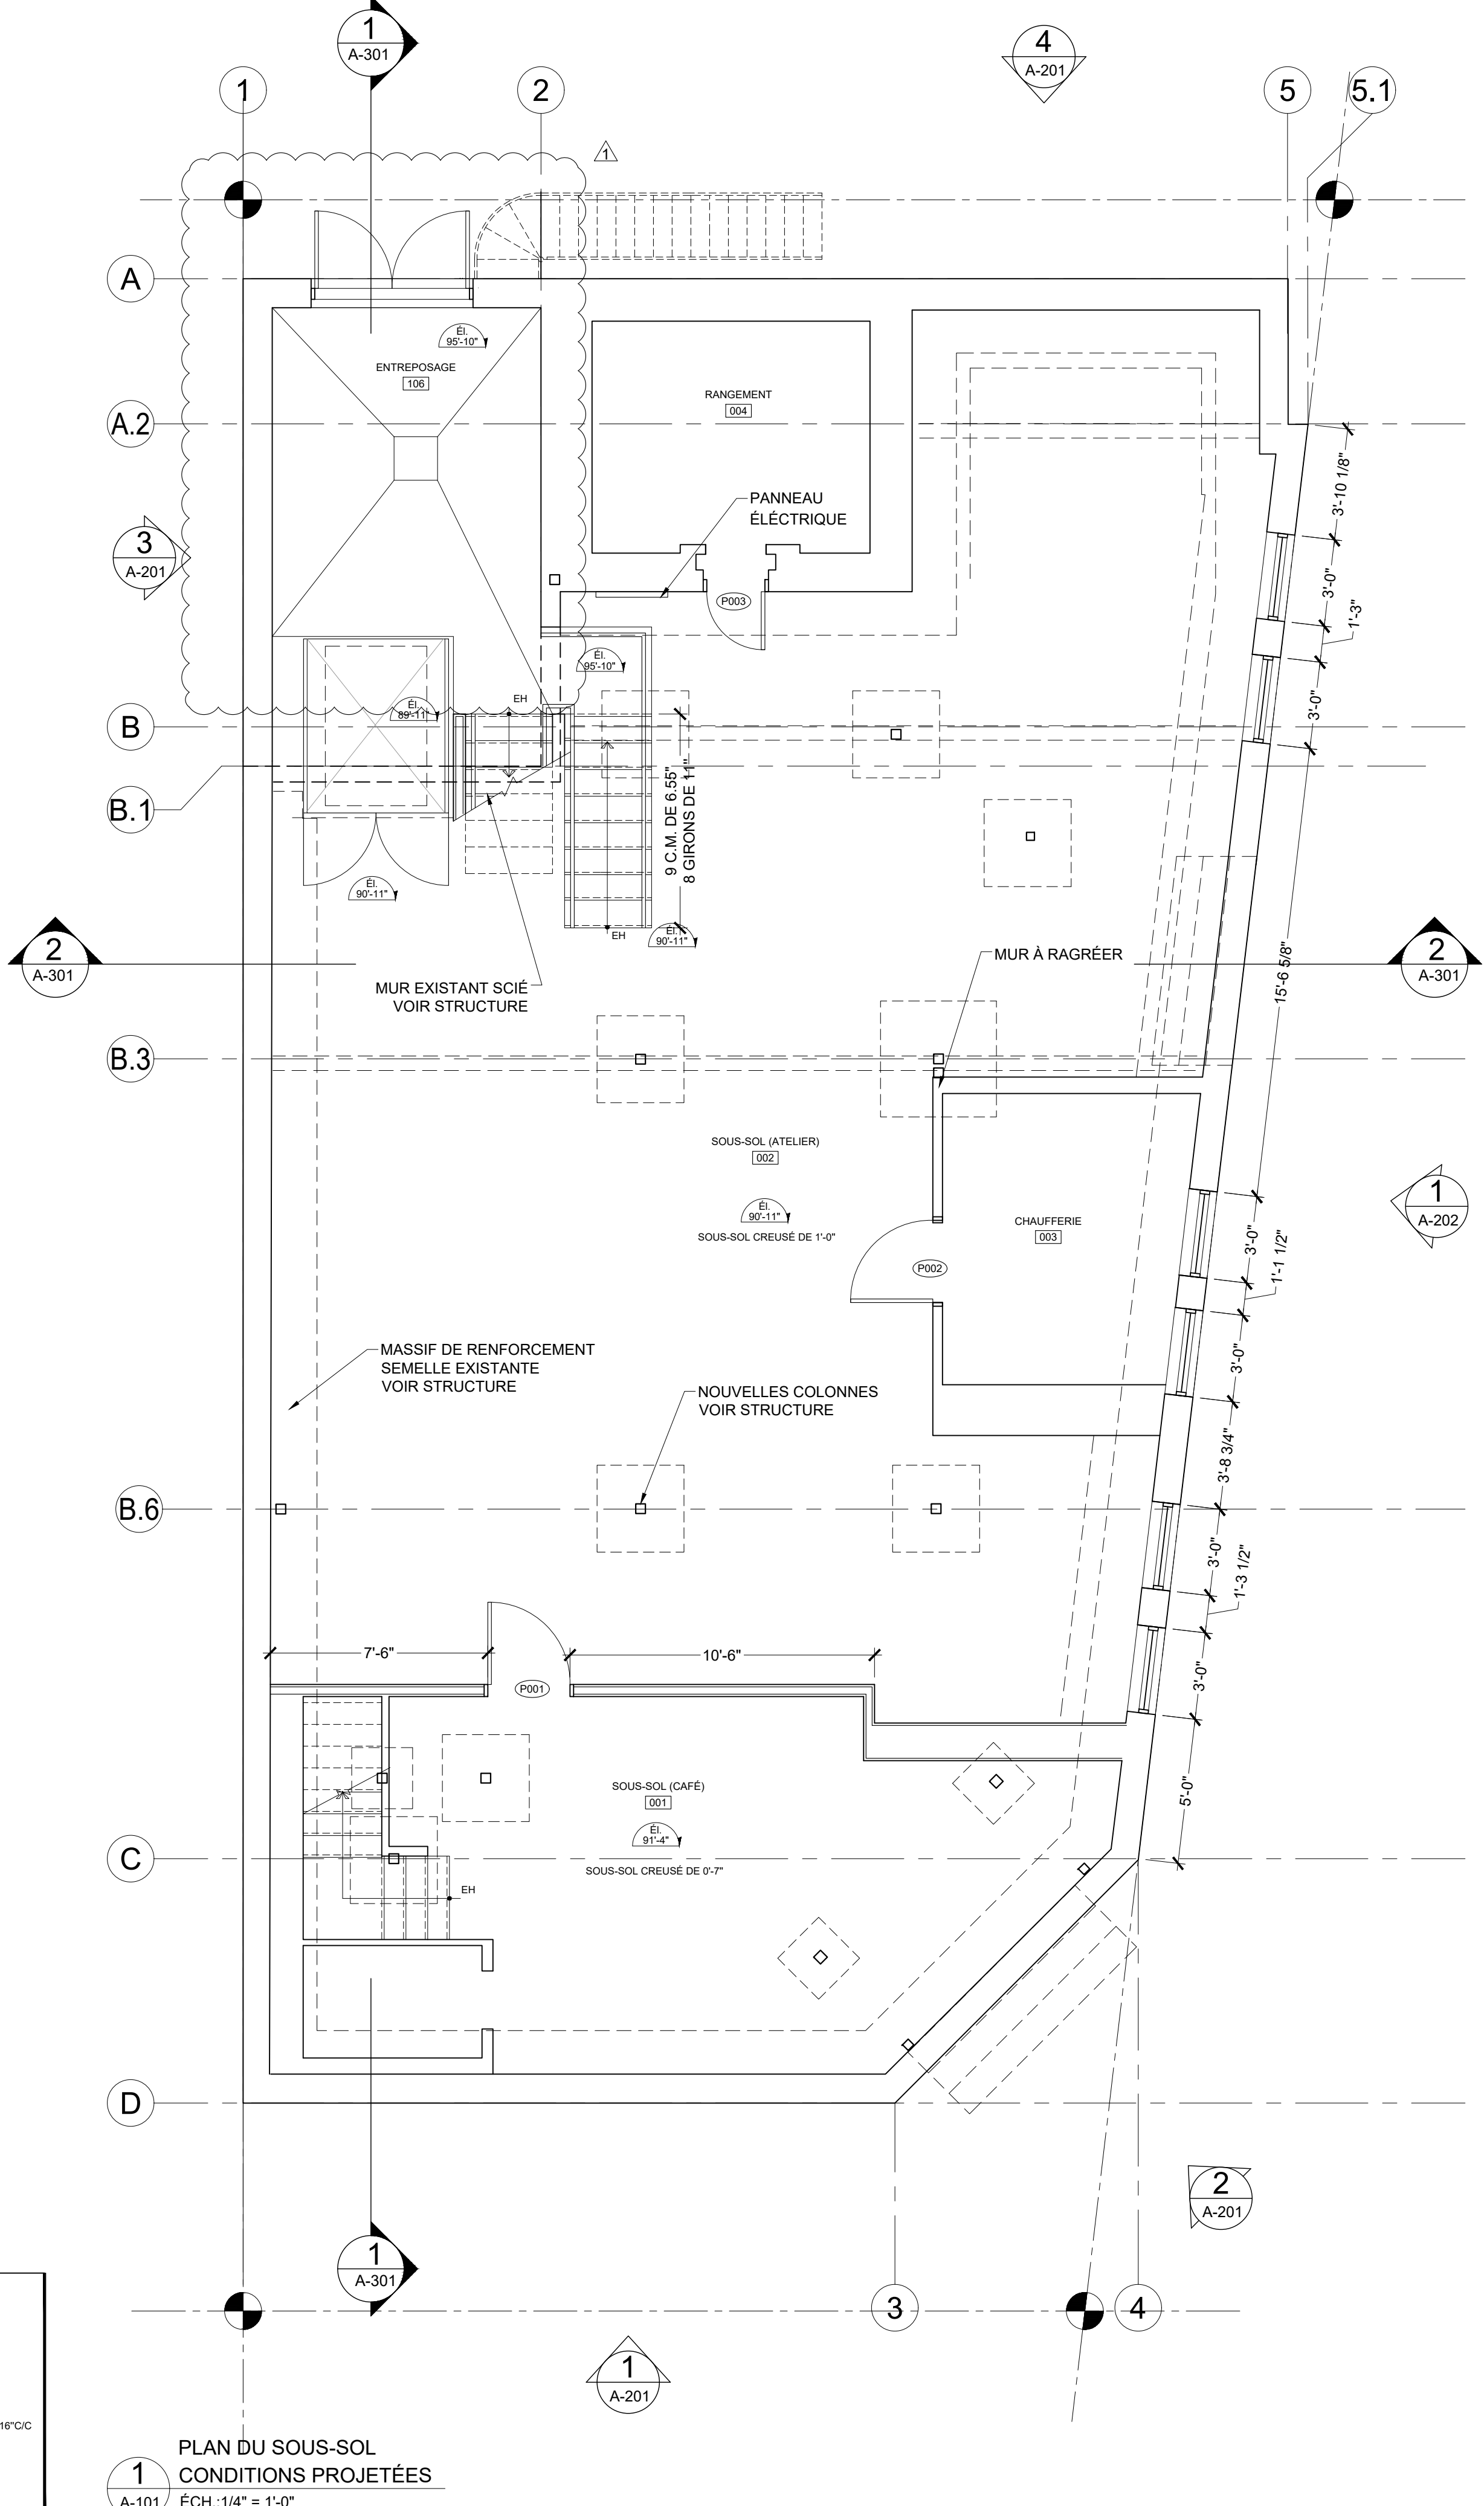 1
A-301
4
A-201
1
2
5
5.1
1
A
ÉL.
95'-10"
ENTREPOSAGE
106
RANGEMENT
004
A.2
3'-10 1/8"
PANNEAU
ÉLÉCTRIQUE
3
A-201
3'-0"
P003
1'-3"
ÉL.
95'-10"
EH
3'-0"
ÉL.
89'-11"
B
B.1
9 C.M. DE 6.55"
8 GIRONS DE 11"
ÉL.
90'-11"
EH
ÉL.
90'-11"
2
A-301
MUR À RAGRÉER
2
A-301
15'-6 5/8"
MUR EXISTANT SCIÉ
VOIR STRUCTURE
B.3
SOUS-SOL (ATELIER)
002
ÉL.
90'-11"
SOUS-SOL CREUSÉ DE 1'-0"
CHAUFFERIE
003
1
A-202
P002
3'-0"
1'-1 1/2"
MASSIF DE RENFORCEMENT
SEMELLE EXISTANTE
VOIR STRUCTURE
3'-0"
NOUVELLES COLONNES
VOIR STRUCTURE
3'-8 3/4"
B.6
3'-0"
1'-3 1/2"
7'-6"
10'-6"
P001
3'-0"
SOUS-SOL (CAFÉ)
001
ÉL.
91'-4"
SOUS-SOL CREUSÉ DE 0'-7"
5'-0"
C
EH
D
2
A-201
1
A-301
3
4
1
A-201
16"C/C
PLAN DU SOUS-SOL
CONDITIONS PROJETÉES
1
A-101
ÉCH.:1/4" = 1'-0"